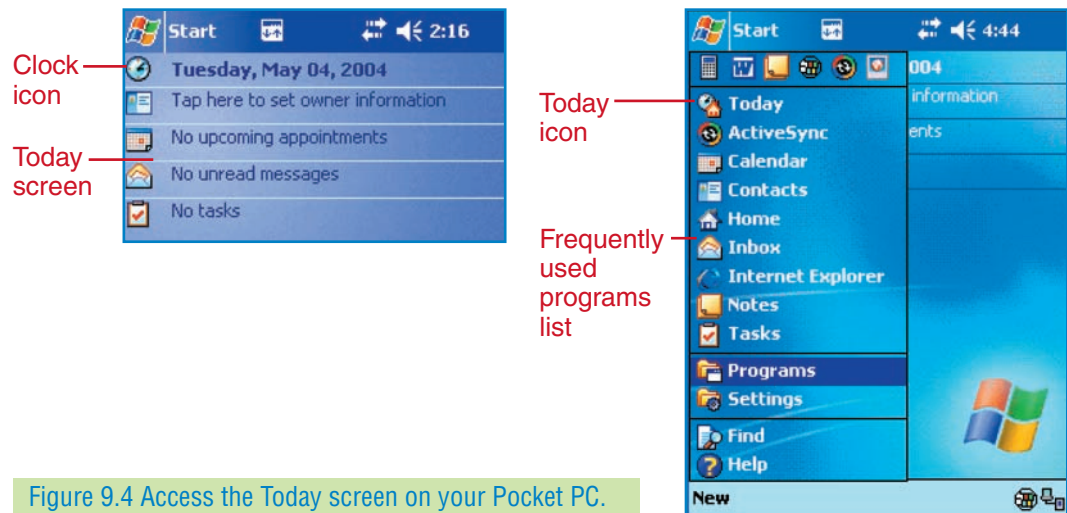 Start 2:16
Clock icon
Tuesday, May 04, 2004
Tap here to set owner information
No upcoming appointments
Today screen
No unread messages
No tasks
Start 4:44
004
Today icon
Today
information
ActiveSync
ents
Calendar
Contacts
Home
Frequently used programs list
Inbox
Internet Explorer
Notes
Tasks
Programs
Settings
Find
Help
New
Figure 9.4 Access the Today screen on your Pocket PC.